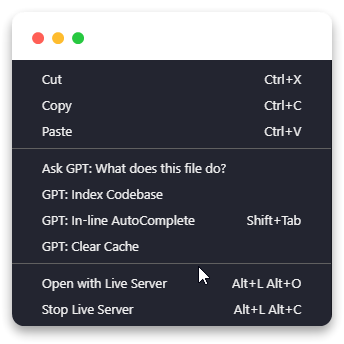 Cut Ctrl+X
Copy Ctrl+C
Paste Ctrl+V
Ask GPT: What does this file do?
GPT: Index Codebase
GPT: In-line AutoComplete Shift+Tab
GPT: Clear Cache
Open with Live Server Alt+L Alt+O
Stop Live Server Alt+L Alt+C